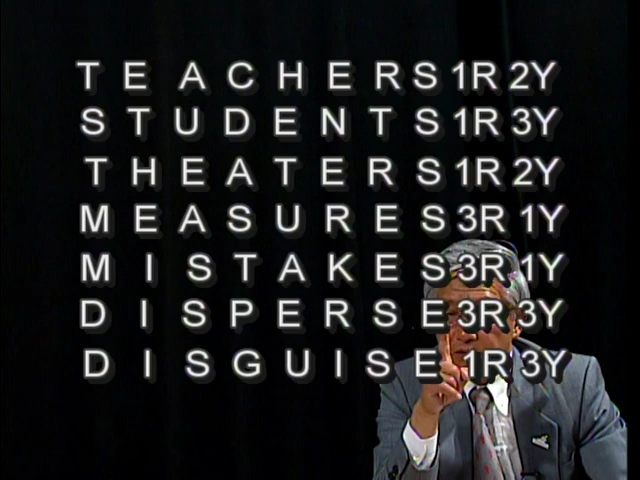 TEACHERS 1R 2Y
STUDENTS 1R 3Y
THEATERS 1R 2Y
MEASURES 3R 1Y
MISTAKES 3R 1Y
DISPERSE 3R 3Y
DISGUISE 1R 3Y